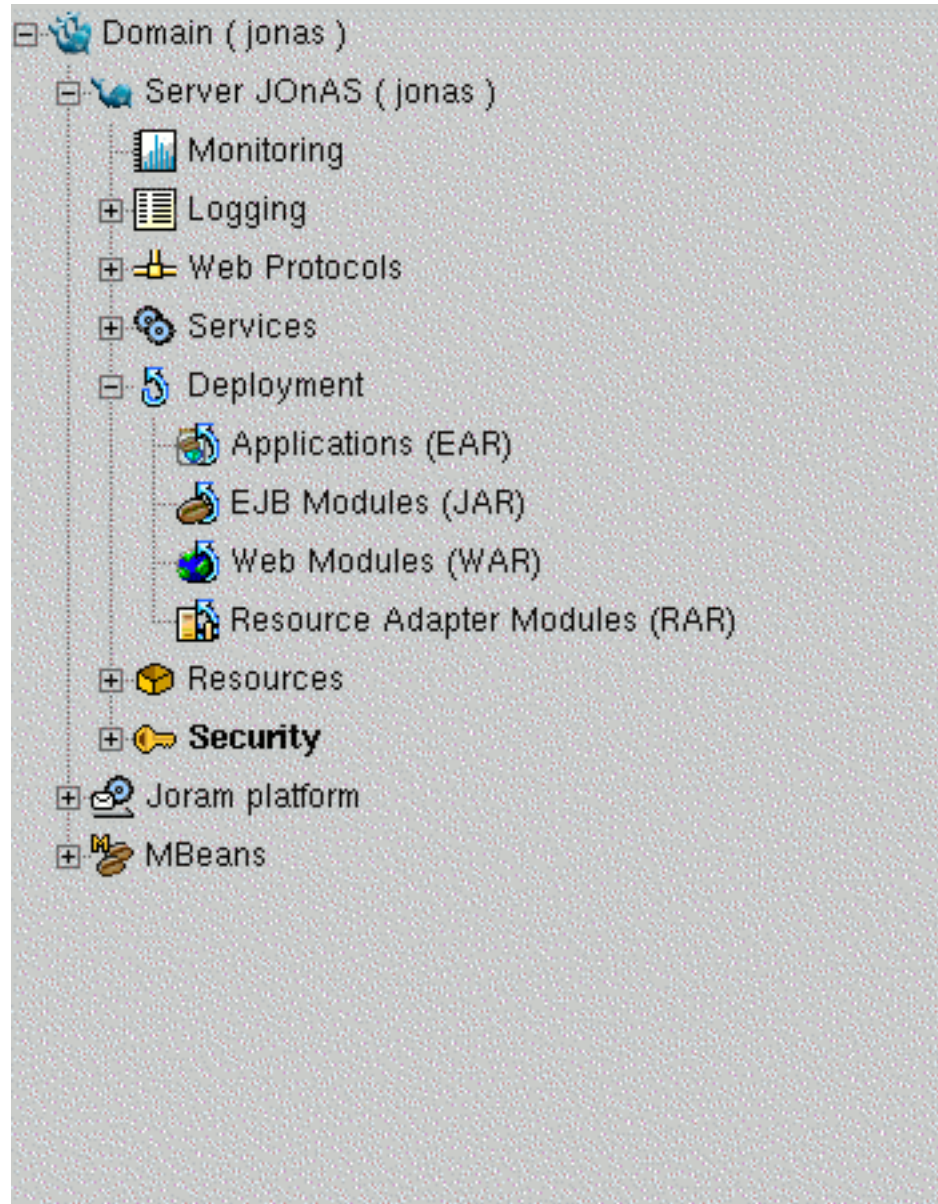 Domain ( jonas )
Server JOnAS ( jonas )
Monitoring
Logging
Web Protocols
Services
Deployment
Applications (EAR)
EJB Modules (JAR)
Web Modules (WAR)
Resource Adapter Modules (RAR)
Resources
Security
Joram platform
M MBeans